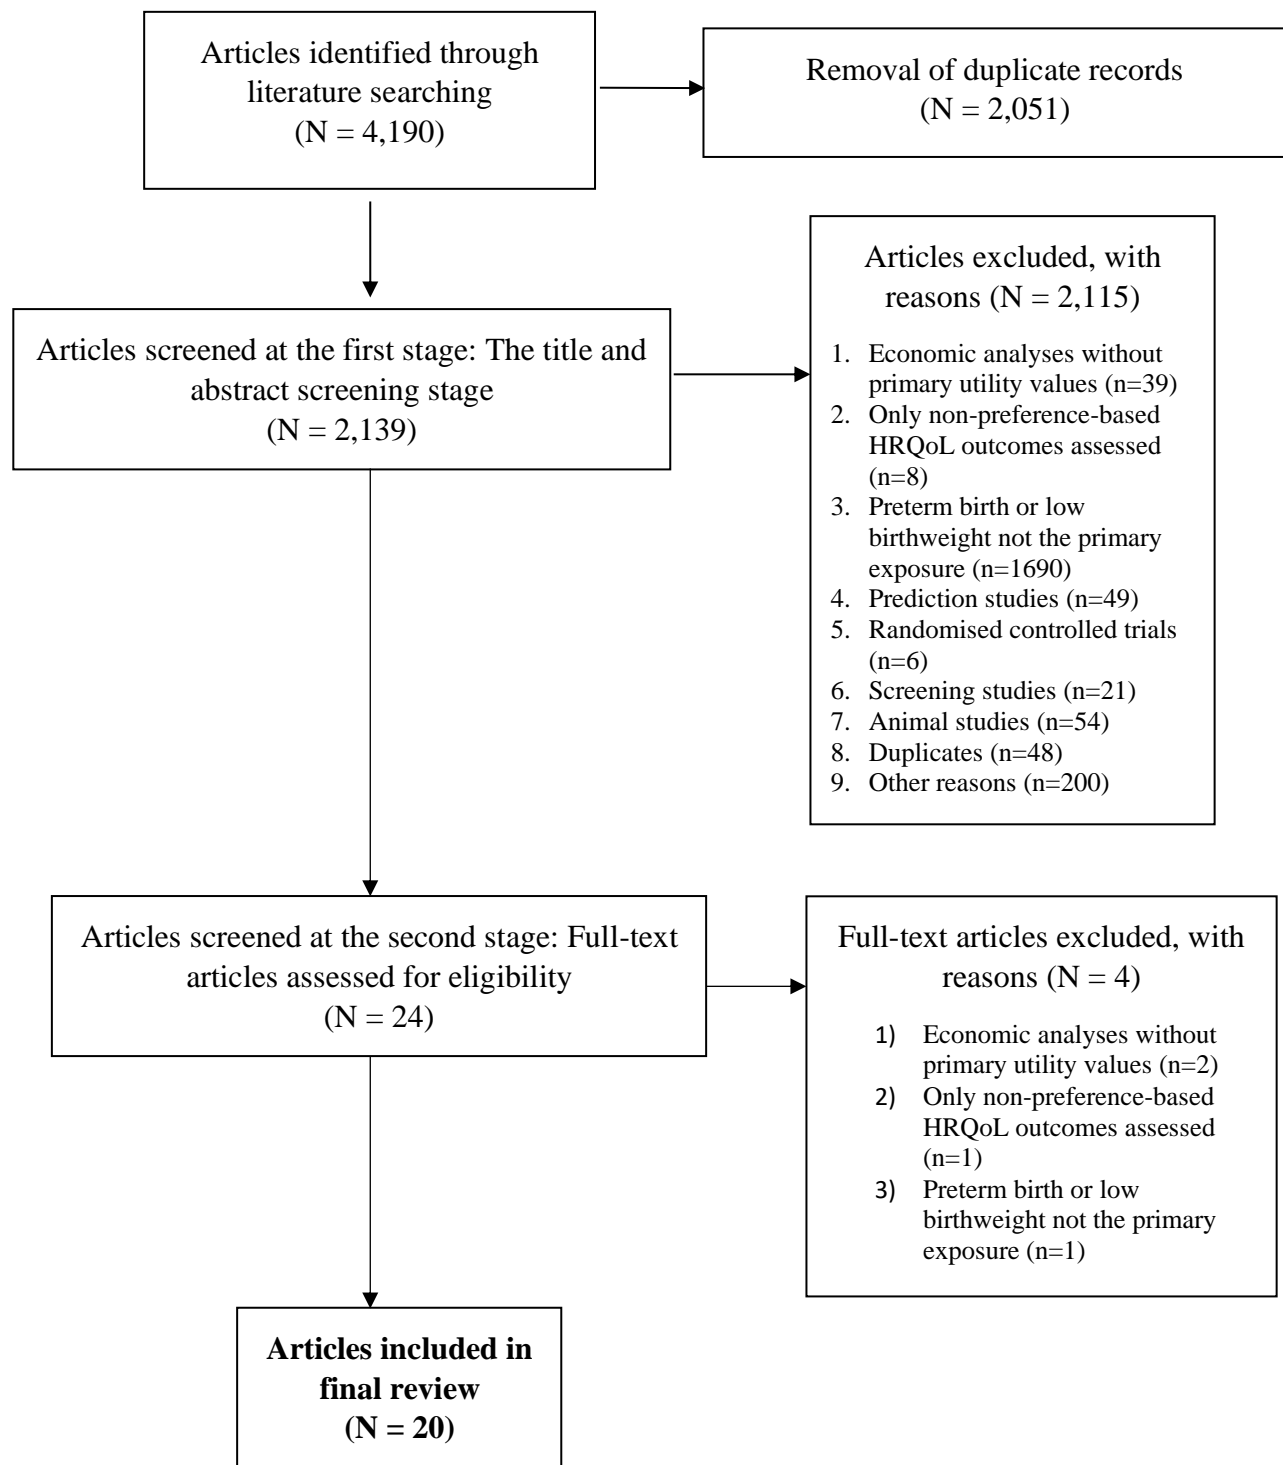 Articles identified through
literature searching
(N = 4,190)
Removal of duplicate records
(N = 2,051)
Articles screened at the first stage: The title and
abstract screening stage
(N = 2,139)
Articles excluded, with
reasons (N = 2,115)
1. Economic analyses without
primary utility values (n=39)
2. Only non-preference-based
HRQoL outcomes assessed
(n=8)
3. Preterm birth or low
birthweight not the primary
exposure (n=1690)
4. Prediction studies (n=49)
5. Randomised controlled trials
(n=6)
6. Screening studies (n=21)
7. Animal studies (n=54)
8. Duplicates (n=48)
9. Other reasons (n=200)
Articles screened at the second stage: Full-text
articles assessed for eligibility
(N = 24)
Full-text articles excluded, with
reasons (N = 4)
1) Economic analyses without
primary utility values (n=2)
2) Only non-preference-based
HRQoL outcomes assessed
(n=1)
3) Preterm birth or low
birthweight not the primary
exposure (n=1)
Articles included in
final review
(N = 20)